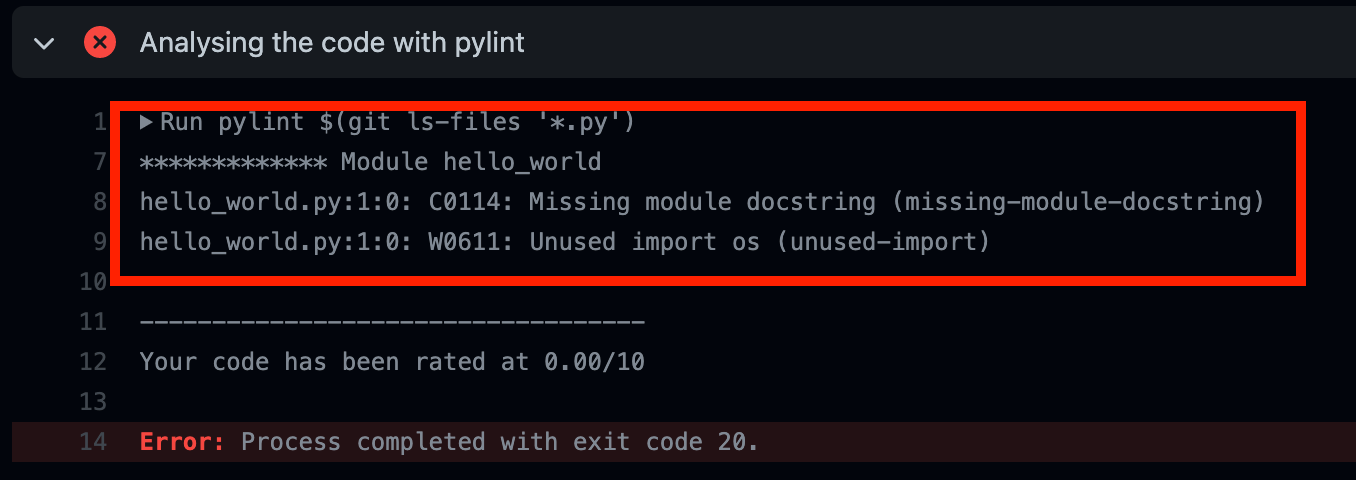 Analysing the code with pylint
1 ▶Run pylint $(git ls-files '*.py')
7 ************* Module hello_world
8 hello_world.py:1:0: C0114: Missing module docstring (missing-module-docstring)
9 hello_world.py:1:0: W0611: Unused import os (unused-import)
10
11 -----------------------------------
12 Your code has been rated at 0.00/10
13
14 Error: Process completed with exit code 20.